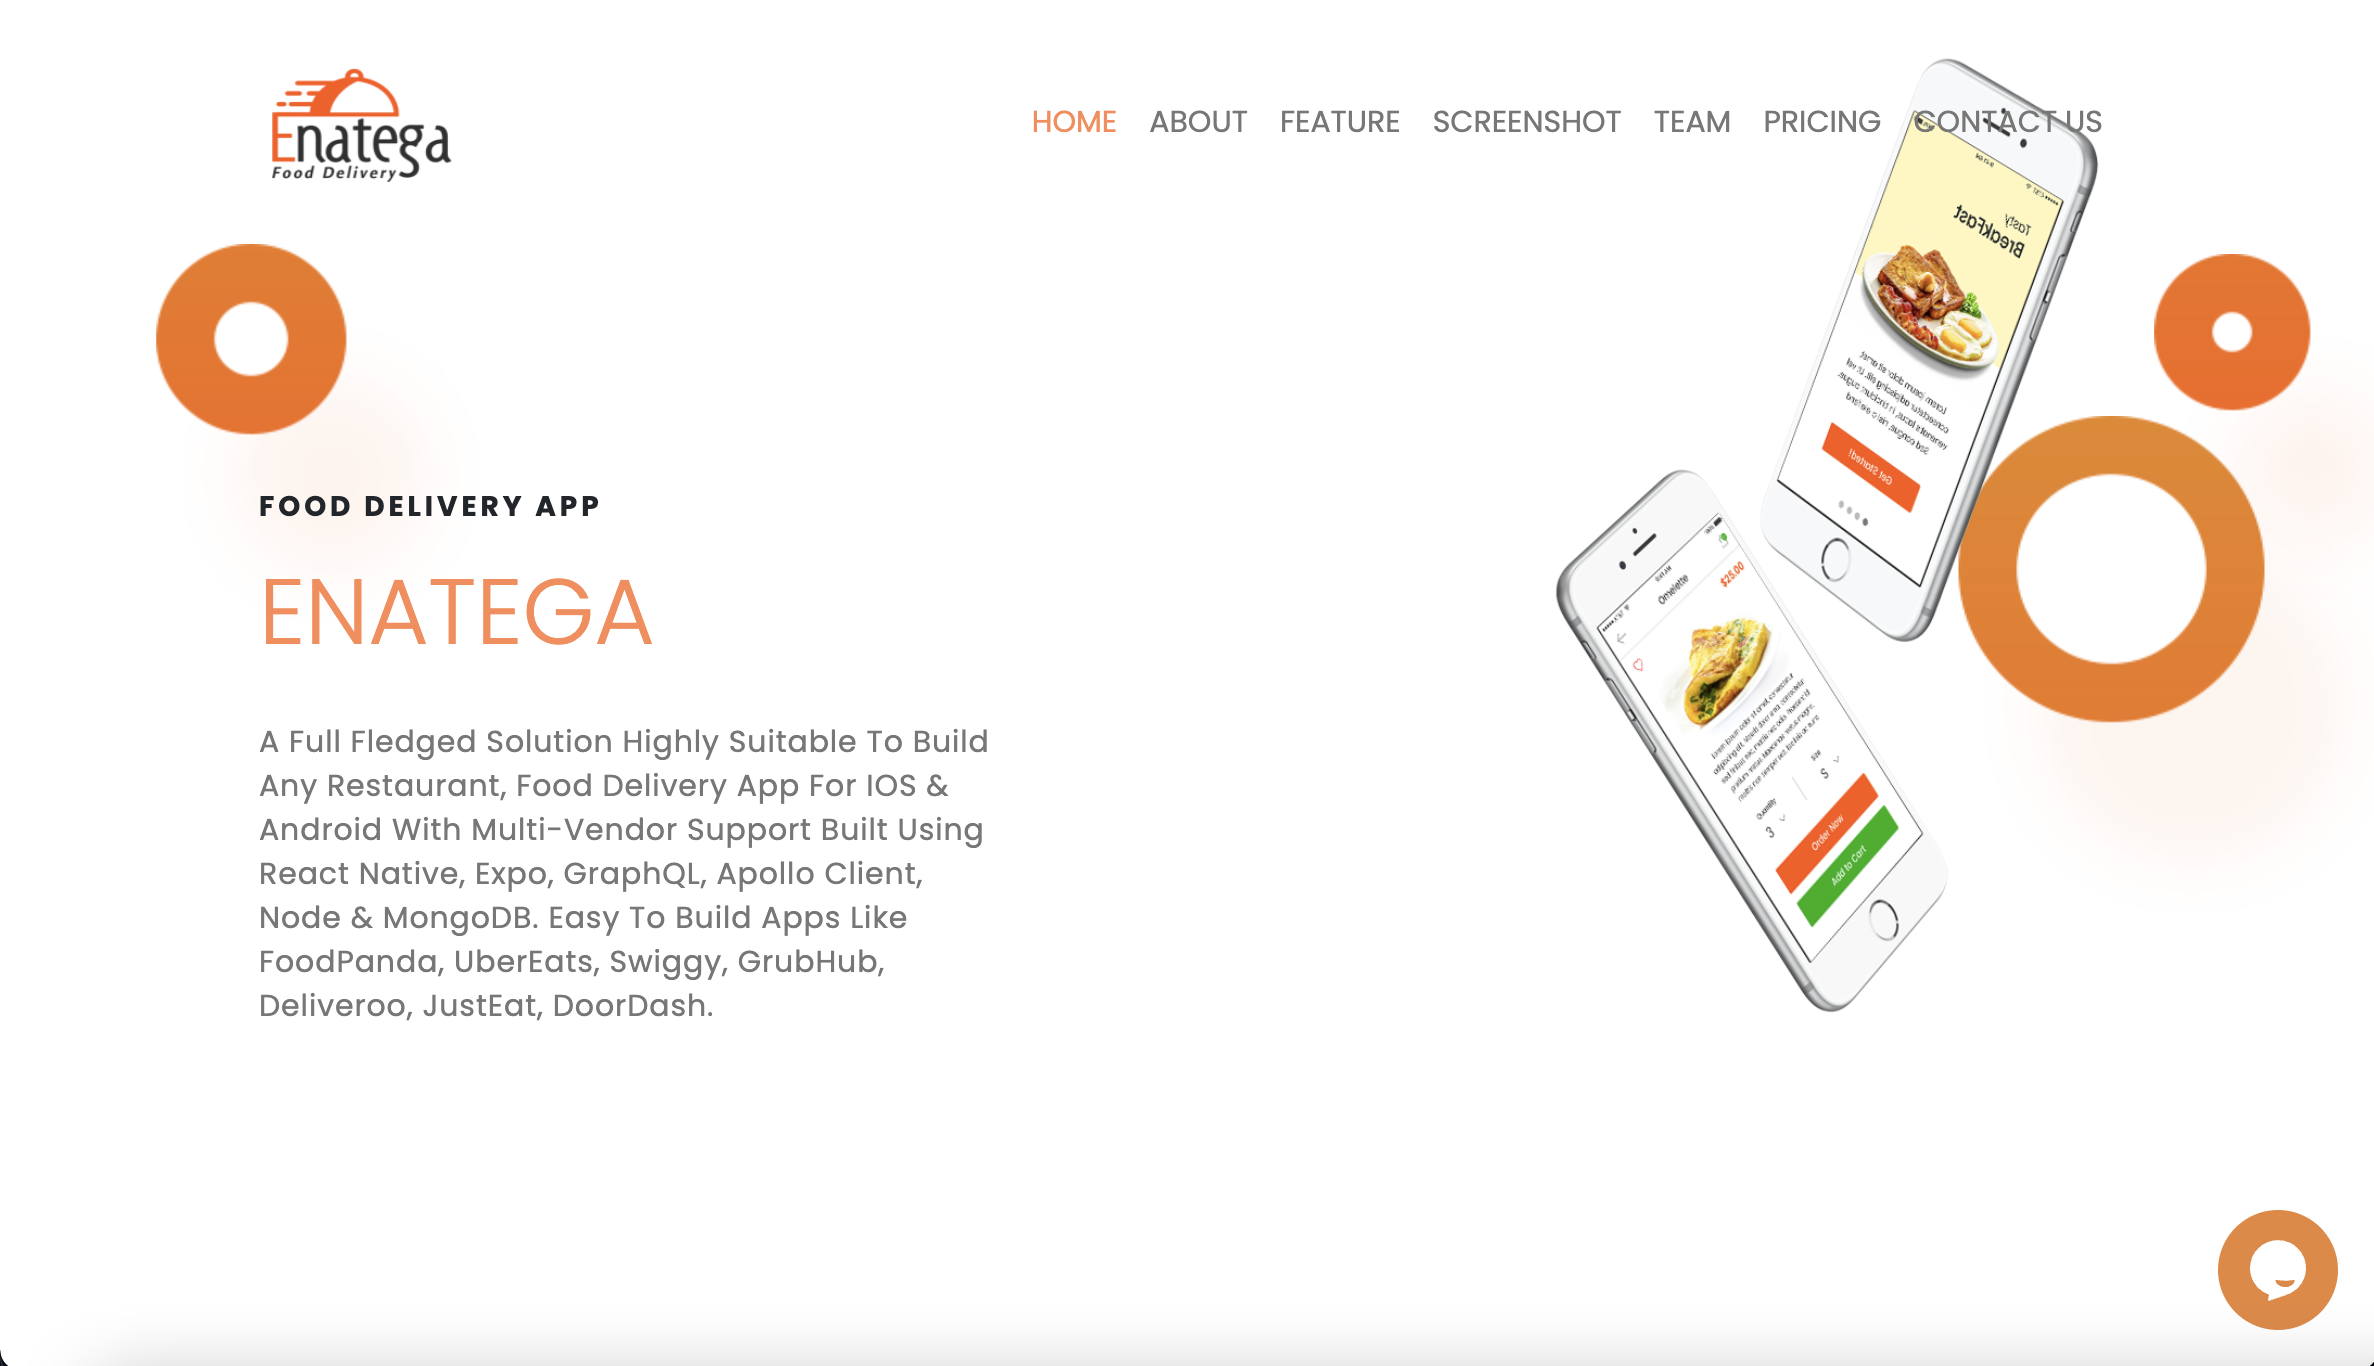 Enatega
Food Delivery
HOME ABOUT FEATURE SCREENSHOT TEAM PRICING CONTACT US
FOOD DELIVERY APP
ENATEGA
A Full Fledged Solution Highly Suitable To Build
Any Restaurant, Food Delivery App For IOS &
Android With Multi-Vendor Support Built Using
React Native, Expo, GraphQL, Apollo Client,
Node & MongoDB. Easy To Build Apps Like
FoodPanda, UberEats, Swiggy, GrubHub,
Deliveroo, JustEat, DoorDash.
Tasty
BreakFast
Get Started!
Omelette
$25.00
Size
S
Quantity
3
Order Now
Add to Cart